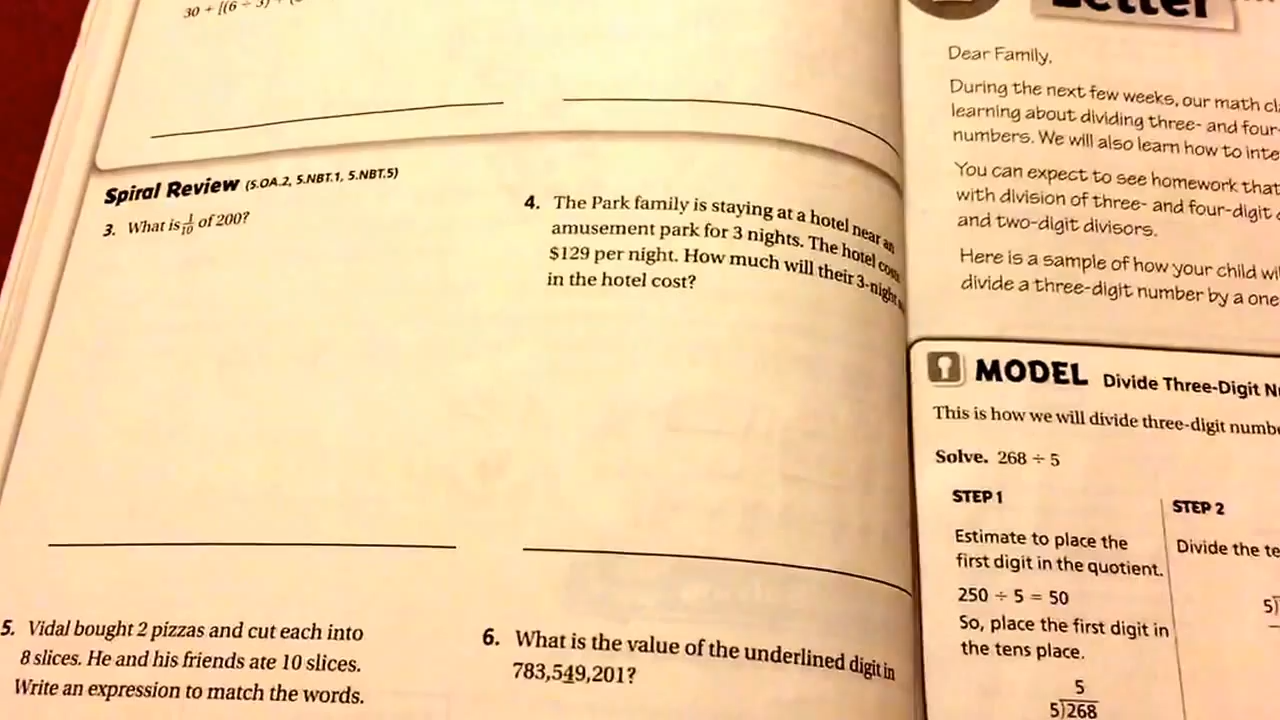 30 + [(6 ÷ 3) + (
Spiral Review (5.OA.2, 5.NBT.1, 5.NBT.5)
3. What is 1/10 of 200?
4. The Park family is staying at a hotel near an
amusement park for 3 nights. The hotel costs
$129 per night. How much will their 3-night
in the hotel cost?
5. Vidal bought 2 pizzas and cut each into
8 slices. He and his friends ate 10 slices.
Write an expression to match the words.
6. What is the value of the underlined digit in
783,549,201?
Letter
Dear Family,
During the next few weeks, our math cl
learning about dividing three- and four-
numbers. We will also learn how to inte
You can expect to see homework that
with division of three- and four-digit
and two-digit divisors.
Here is a sample of how your child wi
divide a three-digit number by a one
MODEL Divide Three-Digit N
This is how we will divide three-digit numb
Solve. 268 ÷ 5
STEP 1
Estimate to place the
first digit in the quotient.
250 ÷ 5 = 50
So, place the first digit in
the tens place.
5
5)268
STEP 2
Divide the te
5)